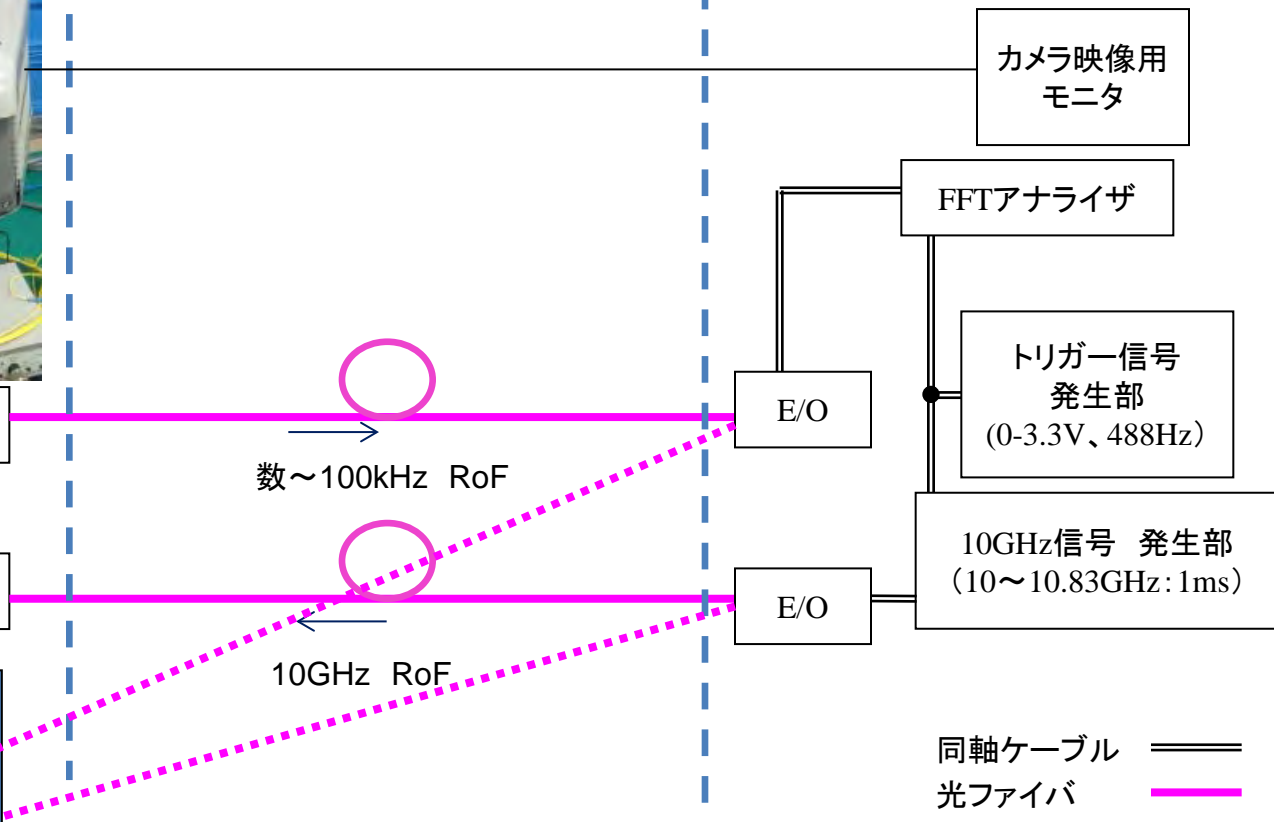 カメラ映像用
モニタ
FFTアナライザ
トリガー信号
発生部
(0-3.3V、488Hz）
E/O
数～100kHz RoF
10GHz信号　発生部
（10～10.83GHz：1ms）
E/O
10GHz RoF
同軸ケーブル
光ファイバ